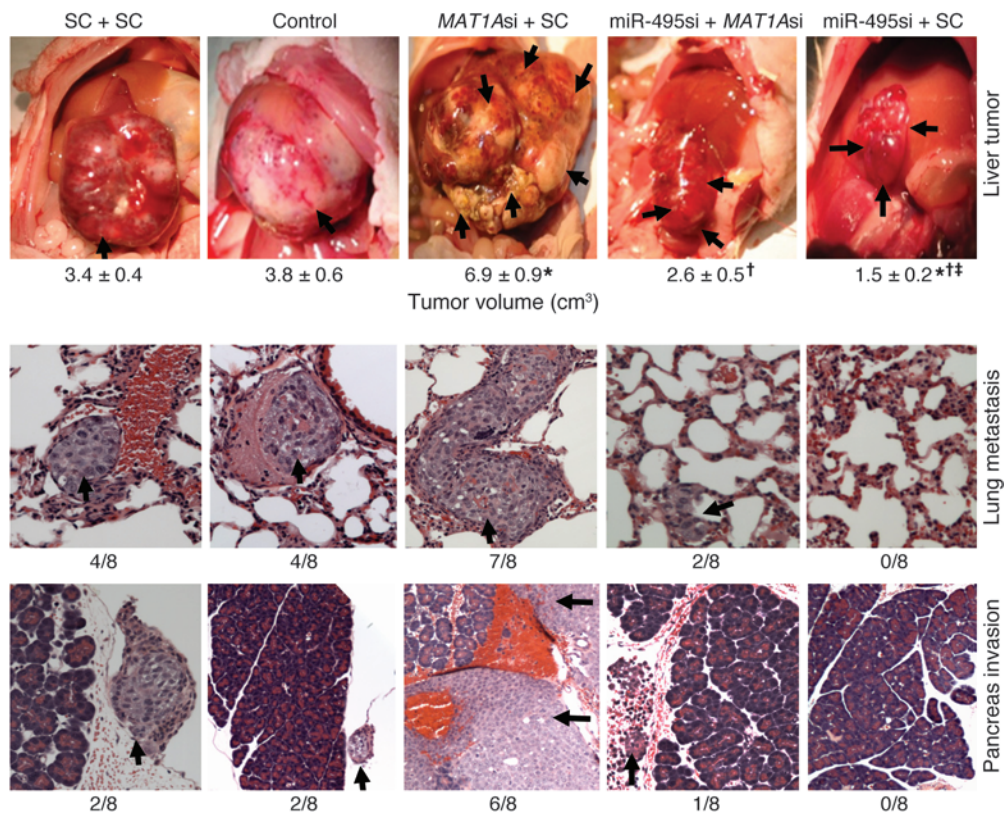 SC + SC Control MAT1Asi + SC miR-495si + MAT1Asi miR-495si + SC
Liver tumor
3.4 ± 0.4 3.8 ± 0.6 6.9 ± 0.9* 2.6 ± 0.5† 1.5 ± 0.2*†‡
Tumor volume (cm³)
Lung metastasis
4/8 4/8 7/8 2/8 0/8
Pancreas invasion
2/8 2/8 6/8 1/8 0/8